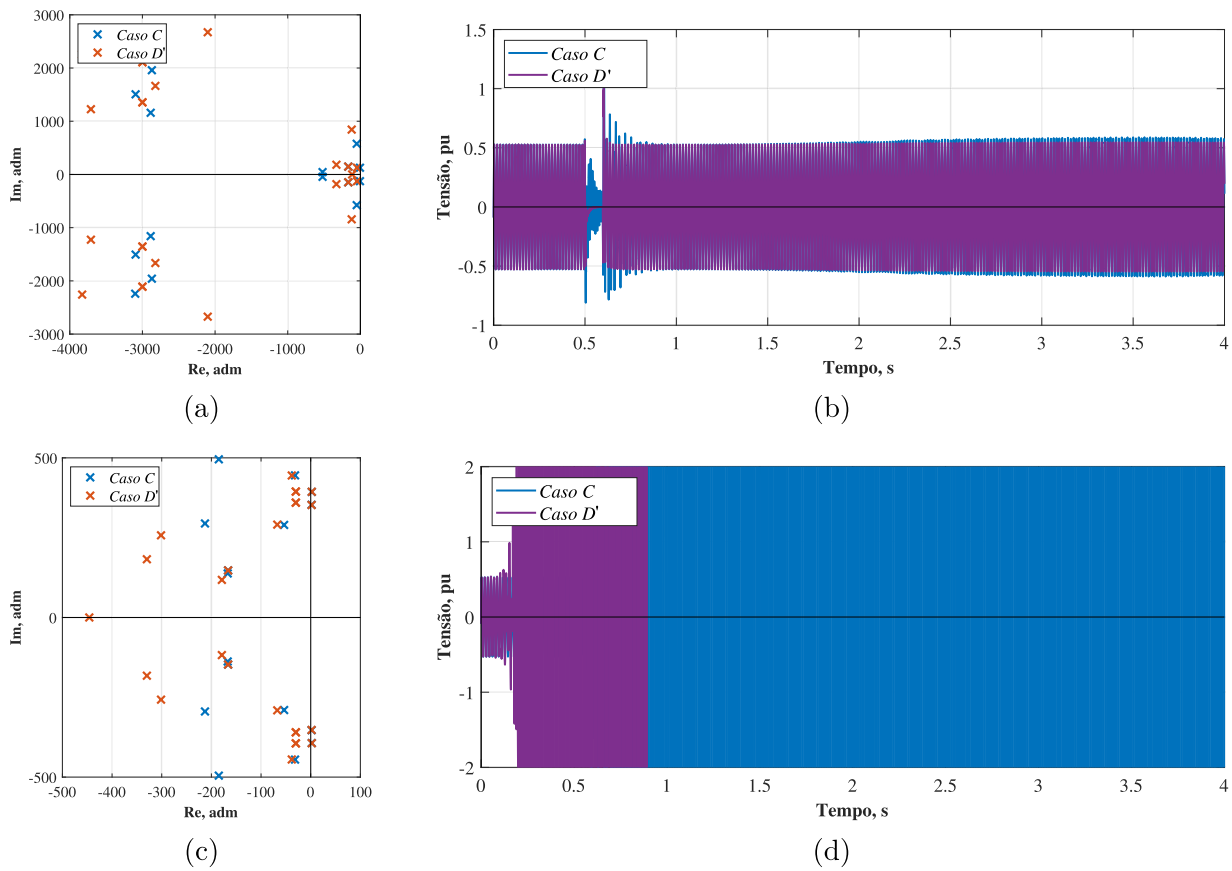 3000
2000
1000
0
-1000
-2000
-3000
Im, adm
Caso C
Caso D'
-4000 -3000 -2000 -1000 0
Re, adm
(a)
1.5
1
0.5
0
-0.5
-1
Tensão, pu
Caso C
Caso D'
0 0.5 1 1.5 2 2.5 3 3.5 4
Tempo, s
(b)
500
0
-500
Im, adm
Caso C
Caso D'
-500 -400 -300 -200 -100 0 100
Re, adm
(c)
2
1
0
-1
-2
Tensão, pu
Caso C
Caso D'
0 0.5 1 1.5 2 2.5 3 3.5 4
Tempo, s
(d)